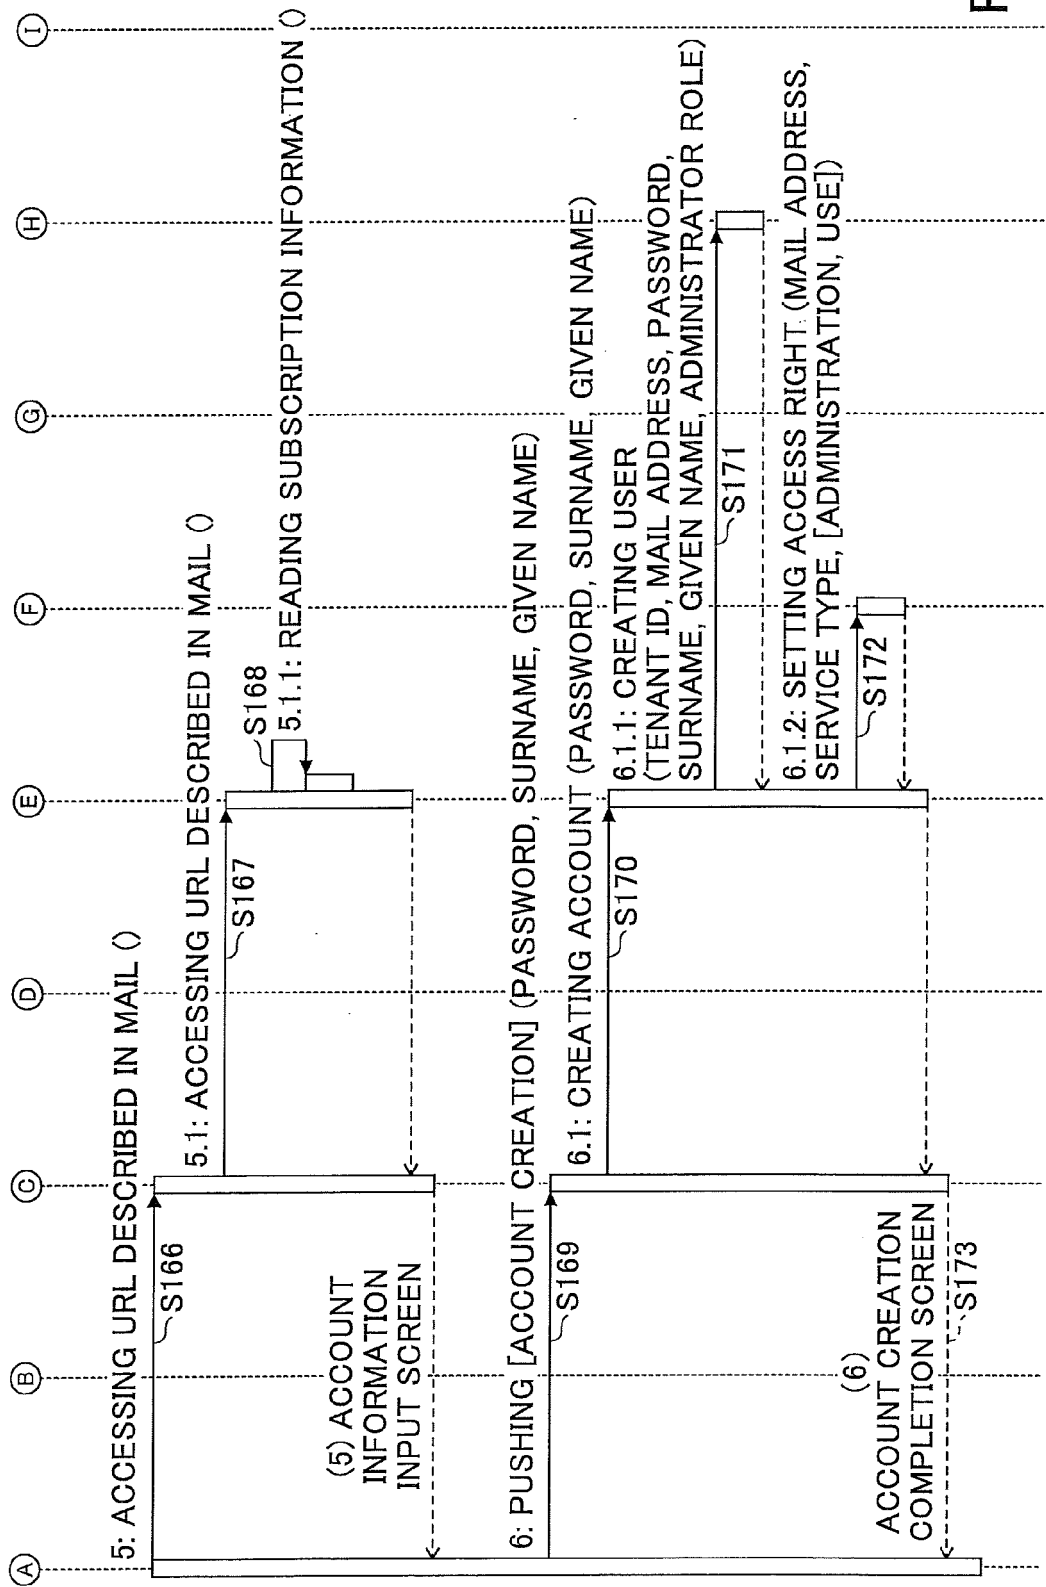 A
B
C
D
E
F
G
H
I
5: ACCESSING URL DESCRIBED IN MAIL ()
S166
5.1: ACCESSING URL DESCRIBED IN MAIL ()
S167
S168
5.1.1: READING SUBSCRIPTION INFORMATION ()
(5) ACCOUNT
INFORMATION
INPUT SCREEN
6: PUSHING [ACCOUNT CREATION] (PASSWORD, SURNAME, GIVEN NAME)
S169
6.1: CREATING ACCOUNT (PASSWORD, SURNAME, GIVEN NAME)
S170
6.1.1: CREATING USER
(TENANT ID, MAIL ADDRESS, PASSWORD,
SURNAME, GIVEN NAME, ADMINISTRATOR ROLE)
S171
6.1.2: SETTING ACCESS RIGHT (MAIL ADDRESS,
SERVICE TYPE, [ADMINISTRATION, USE])
S172
(6)
ACCOUNT CREATION
COMPLETION SCREEN
S173